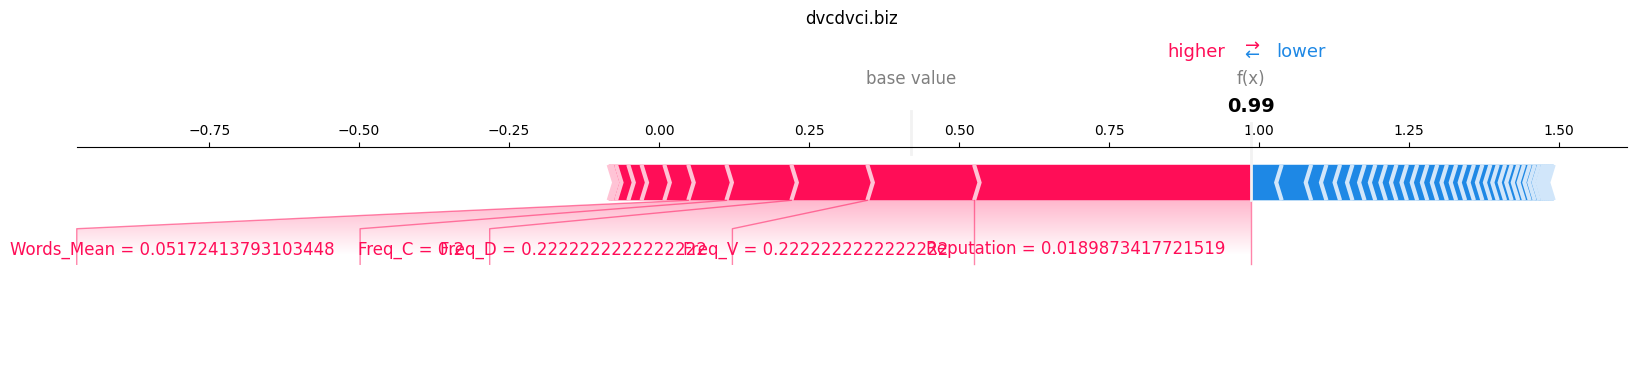 dvcdvci.biz
higher → ← lower
base value f(x)
0.99
−0.75 −0.50 −0.25 0.00 0.25 0.50 0.75 1.00 1.25 1.50
Words_Mean = 0.05172413793103448 Freq_C = 0.2 Freq_D = 0.2222222222222222 Freq_V = 0.2222222222222222 Reputation = 0.0189873417721519